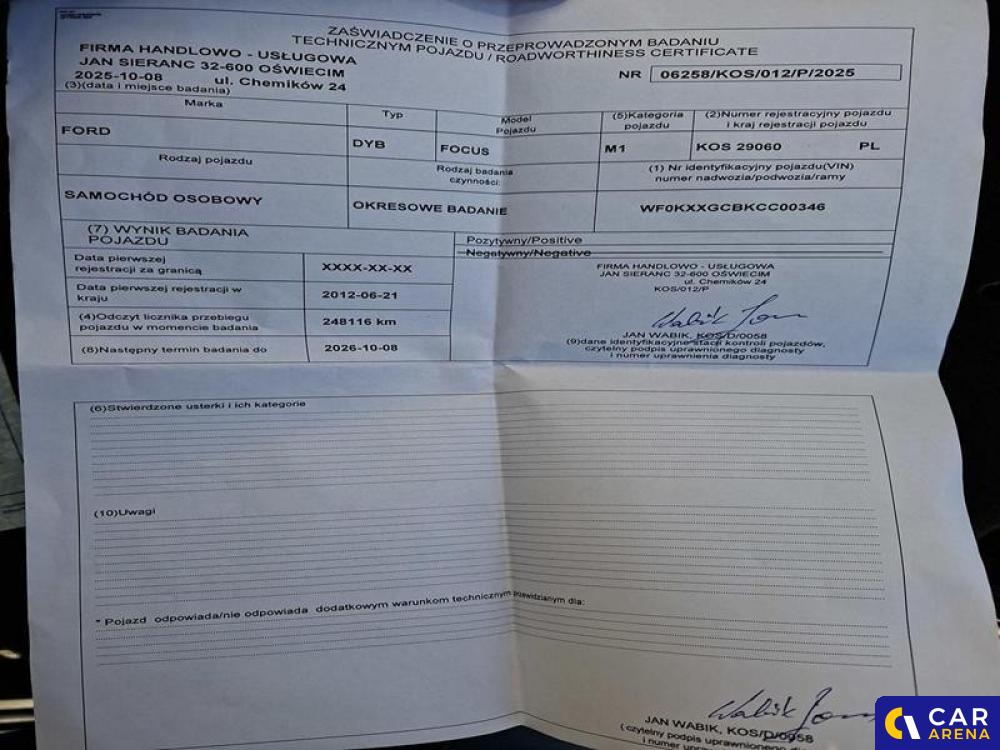 ZAŚWIADCZENIE O PRZEPROWADZONYM BADANIU
TECHNICZNYM POJAZDU / ROADWORTHINESS CERTIFICATE
FIRMA HANDLOWO - USŁUGOWA
JAN SIERANC 32-600 OŚWIECIM
2025-10-08 ul. Chemików 24
(3)(data i miejsce badania)
NR 06258/KOS/012/P/2025
Marka
FORD
Typ
DYB
Model
Pojazdu
FOCUS
(5)Kategoria
pojazdu
M1
(2)Numer rejestracyjny pojazdu
i kraj rejestracji pojazdu
KOS 29060 PL
Rodzaj pojazdu
SAMOCHÓD OSOBOWY
Rodzaj badania
czynności:
OKRESOWE BADANIE
(1) Nr identyfikacyjny pojazdu(VIN)
numer nadwozia/podwozia/ramy
WF0KXXGCBKCC00346
(7) WYNIK BADANIA
POJAZDU
Pozytywny/Positive
Negatywny/Negative
Data pierwszej
rejestracji za granicą
XXXX-XX-XX
Data pierwszej rejestracji w
kraju
2012-06-21
(4)Odczyt licznika przebiegu
pojazdu w momencie badania
248116 km
(8)Następny termin badania do
2026-10-08
FIRMA HANDLOWO - USŁUGOWA
JAN SIERANC 32-600 OŚWIECIM
ul. Chemików 24
KOS/012/P
Wabik Jan
JAN WABIK, KOS/D/0058
(9)dane identyfikacyjne stacji kontroli pojazdów,
czytelny podpis uprawnionego diagnosty
i numer uprawnienia diagnosty
(6)Stwierdzone usterki i ich kategorie
(10)Uwagi
* Pojazd odpowiada/nie odpowiada dodatkowym warunkom technicznym dla:
Wabik Jan
JAN WABIK, KOS/D/0058
(czytelny podpis uprawnionego
i numer
CAR
ARENA